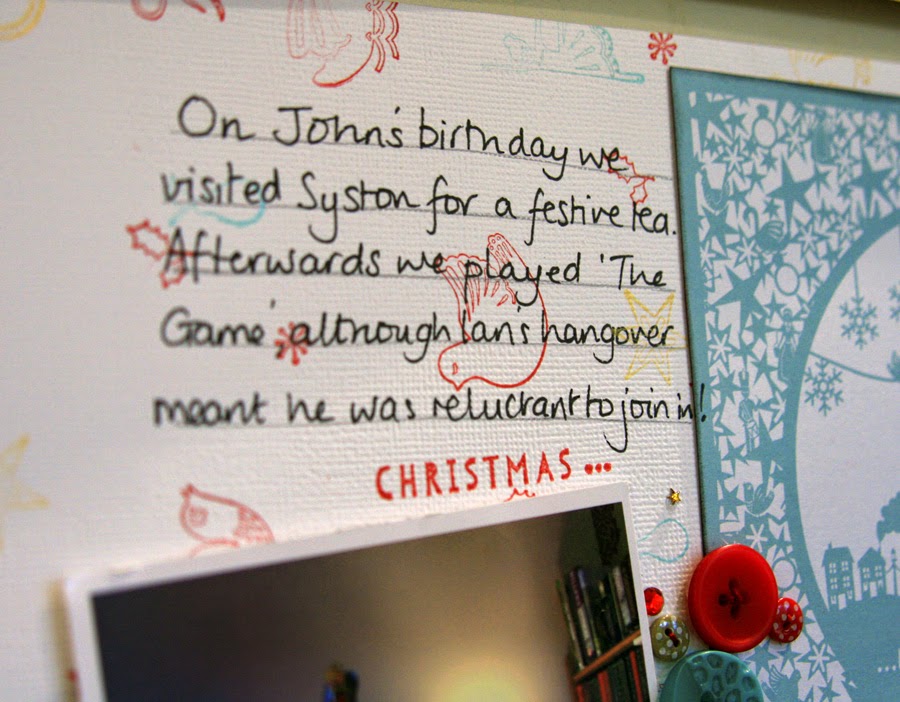 On John's birthday we
visited Syston for a festive tea.
Afterwards we played 'The
Game', although Ian's hangover
meant he was reluctant to join in!
CHRISTMAS...